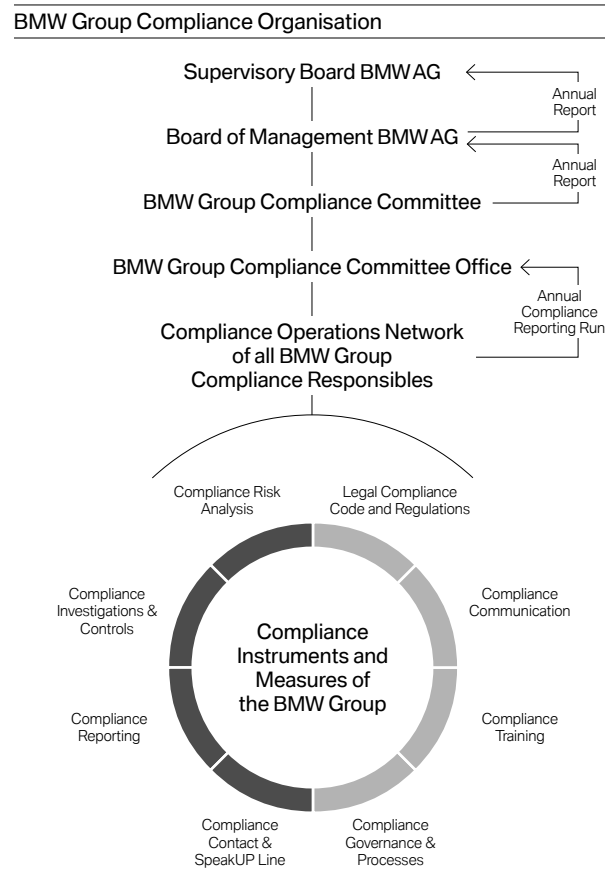 BMW Group Compliance Organisation
Supervisory Board BMW AG
Annual
Report
Board of Management BMW AG
Annual
Report
BMW Group Compliance Committee
BMW Group Compliance Committee Office
Annual
Compliance
Reporting Run
Compliance Operations Network
of all BMW Group
Compliance Responsibles
Compliance Risk
Analysis
Legal Compliance
Code and Regulations
Compliance
Investigations &
Controls
Compliance
Communication
Compliance
Instruments and
Measures of
the BMW Group
Compliance
Reporting
Compliance
Training
Compliance
Contact &
SpeakUP Line
Compliance
Governance &
Processes